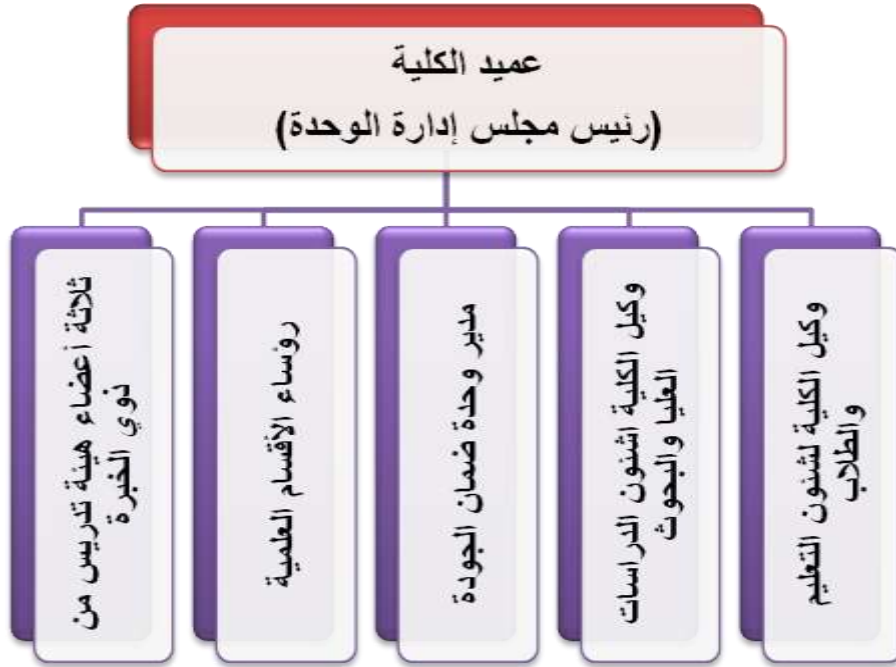 عميد الكلية
(رئيس مجلس إدارة الوحدة)
وكيل الكلية لشئون التعليم
والطلاب
وكيل الكلية اشئون الدراسات
العليا والبحوث
مدير وحدة ضمان الجودة
رؤساء الأقسام العلمية
ثلاثة أعضاء هيئة تدريس من
ذوي الخبرة